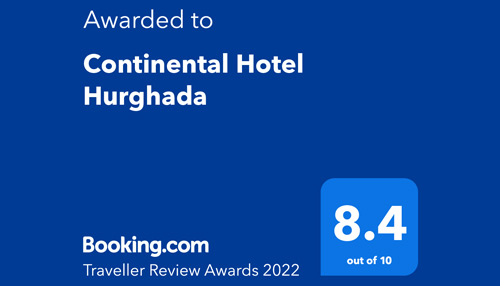 Awarded to
Continental Hotel
Hurghada
8.4
out of 10
Booking.com
Traveller Review Awards 2022